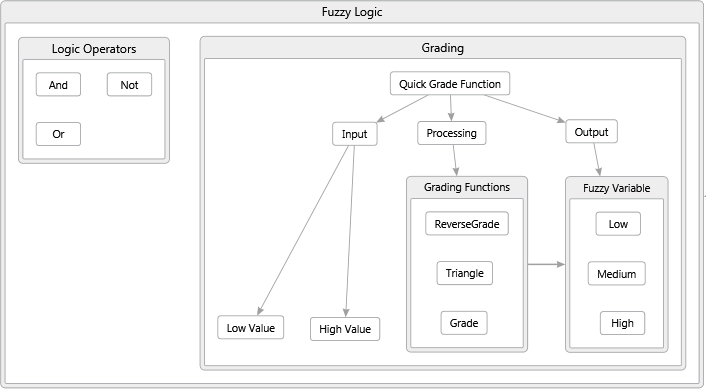 Fuzzy Logic
Logic Operators
And
Not
Or
Grading
Quick Grade Function
Input
Processing
Output
Grading Functions
ReverseGrade
Triangle
Grade
Fuzzy Variable
Low
Medium
High
Low Value
High Value